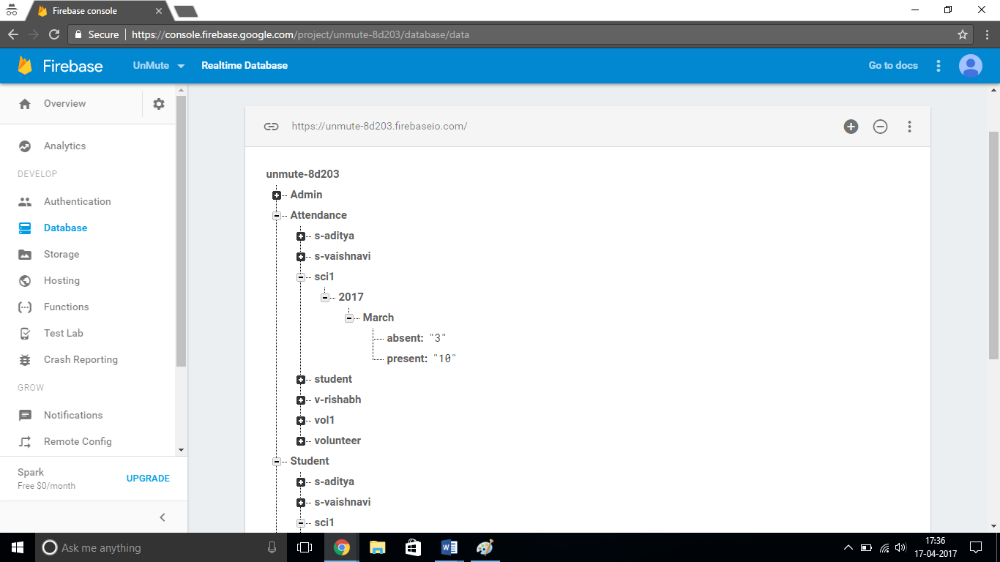 Firebase console
Secure
https://console.firebase.google.com/project/unmute-8d203/database/data
Firebase
UnMute
Realtime Database
Go to docs
Overview
Analytics
DEVELOP
Authentication
Database
Storage
Hosting
Functions
Test Lab
Crash Reporting
GROW
Notifications
Remote Config
Spark
Free $0/month
UPGRADE
https://unmute-8d203.firebaseio.com/
unmute-8d203
Admin
Attendance
s-aditya
s-vaishnavi
sci1
2017
March
absent: "3"
present: "10"
student
v-rishabh
vol1
volunteer
Student
s-aditya
s-vaishnavi
sci1
Ask me anything
17:36
17-04-2017